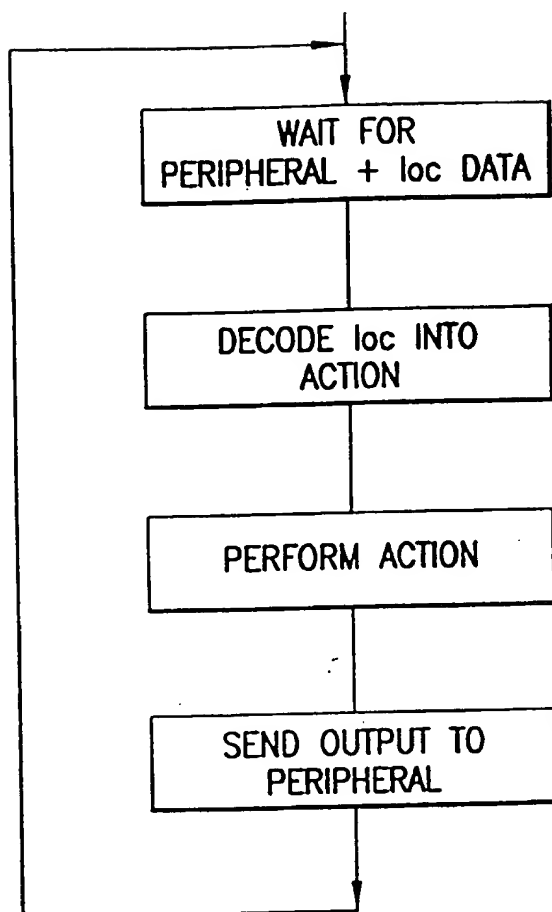 WAIT FOR
PERIPHERAL + loc DATA
DECODE loc INTO
ACTION
PERFORM ACTION
SEND OUTPUT TO
PERIPHERAL